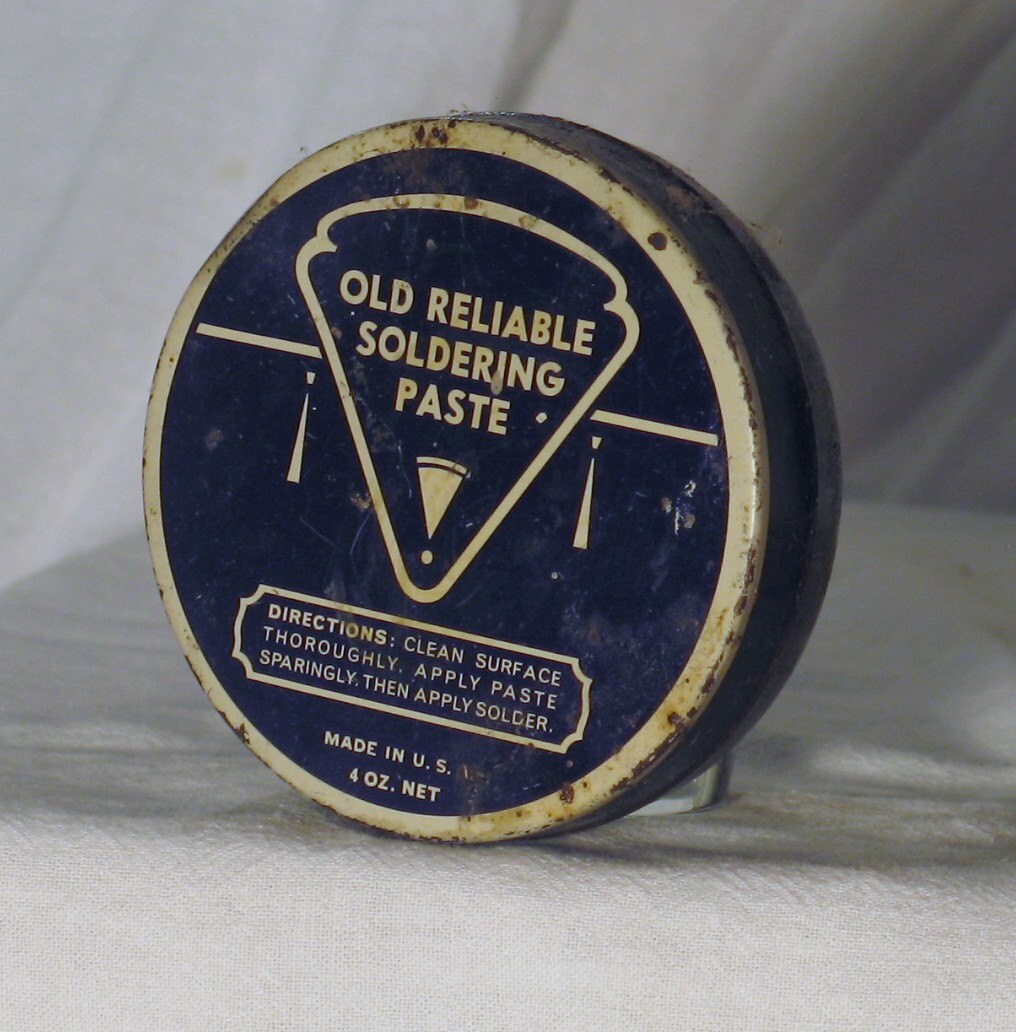 OLD RELIABLE
SOLDERING
PASTE
DIRECTIONS: CLEAN SURFACE
THOROUGHLY. APPLY PASTE
SPARINGLY. THEN APPLY SOLDER.
MADE IN U. S.
4 OZ. NET